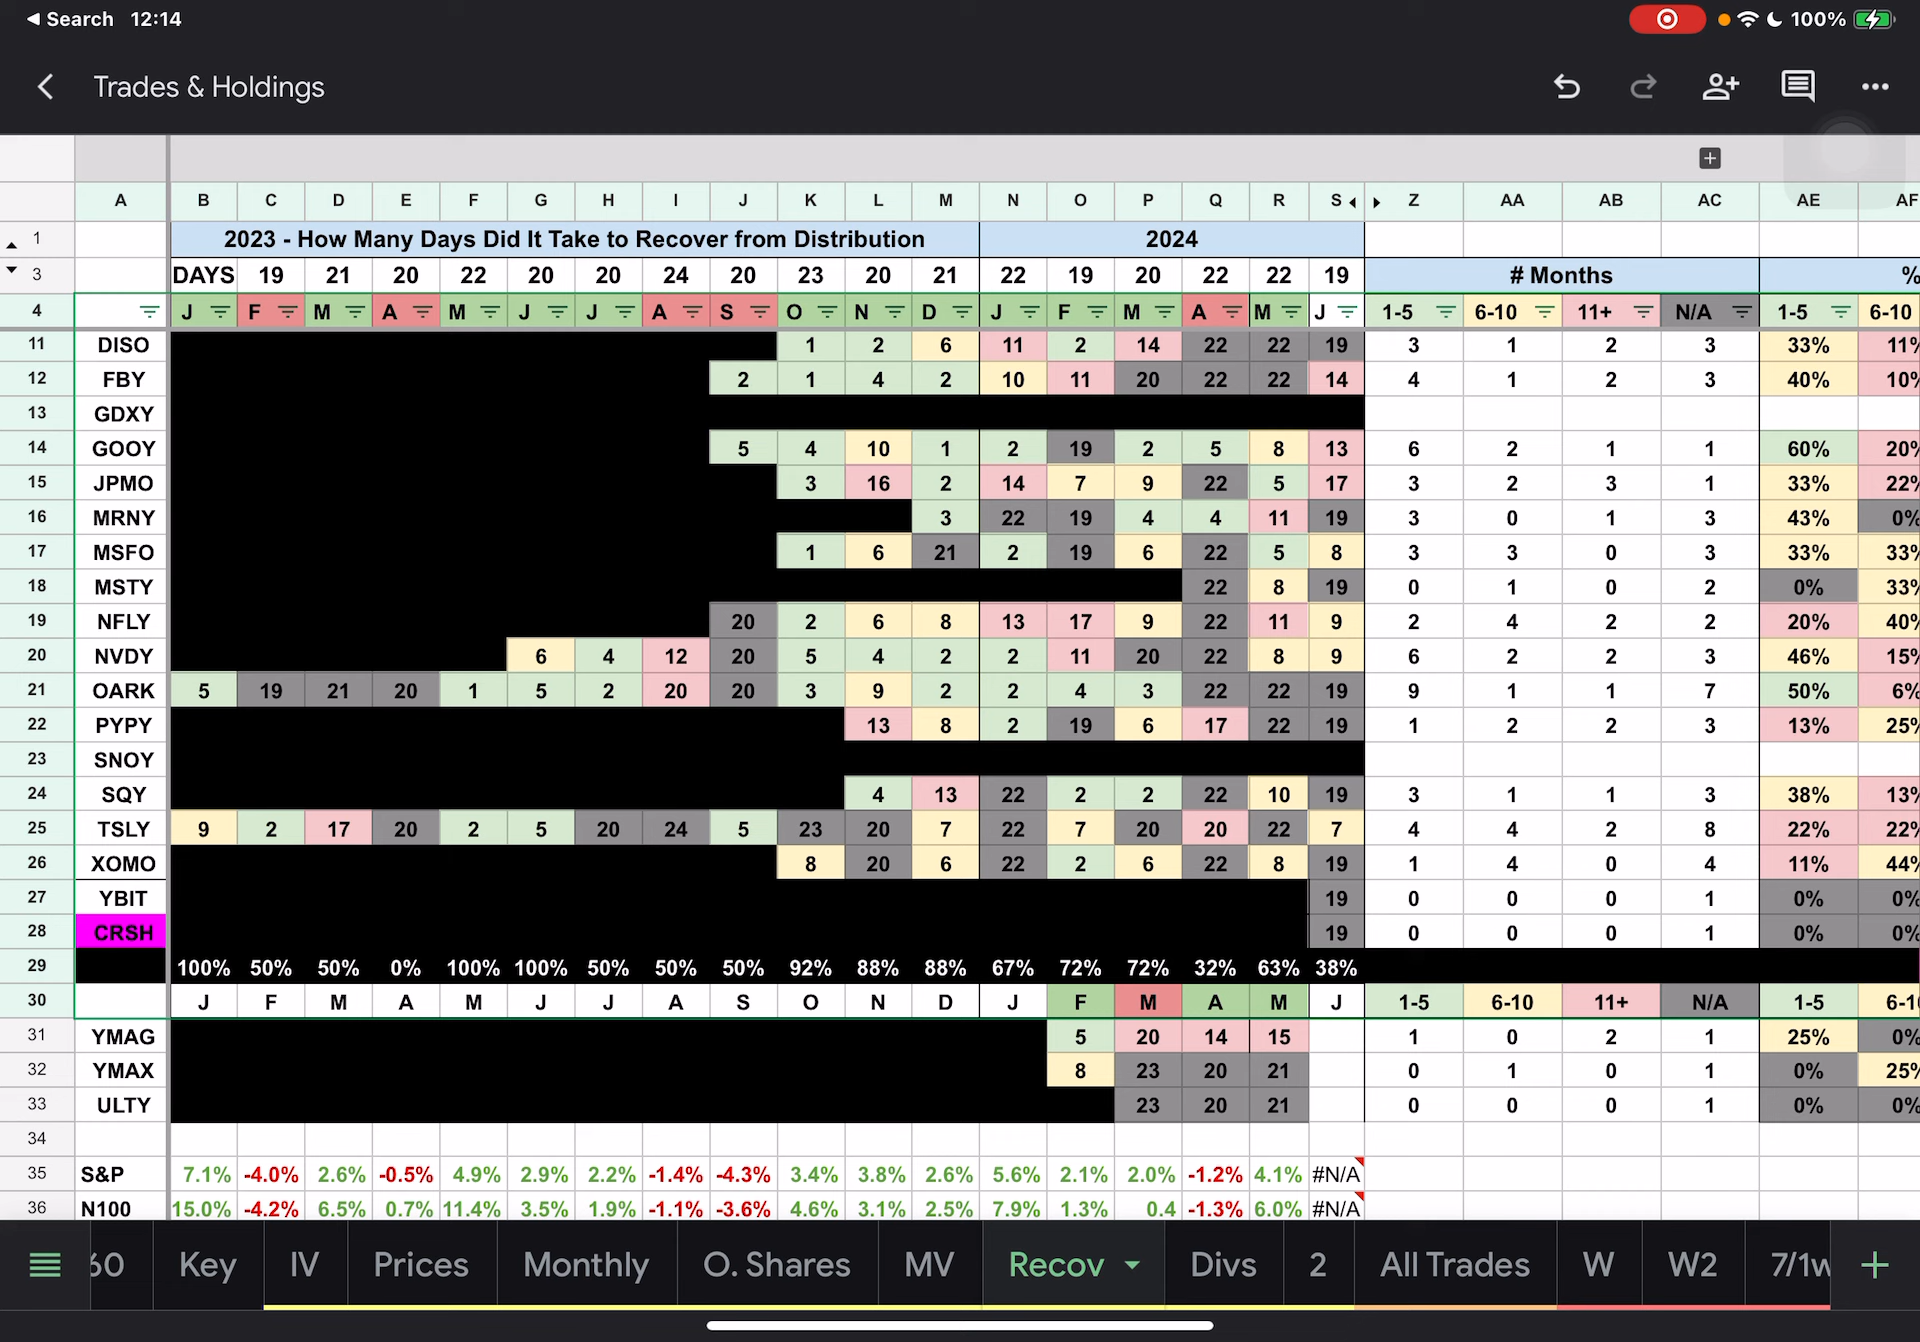 Search 12:14 100%
Trades & Holdings
A B C D E F G H I J K L M N O P Q R S Z AA AB AC AE AF
1 2023 - How Many Days Did It Take to Recover from Distribution 2024
3 DAYS 19 21 20 22 20 20 24 20 23 20 21 22 19 20 22 22 19 # Months %
4 J F M A M J J A S O N D J F M A M J 1-5 6-10 11+ N/A 1-5 6-10
11 DISO 1 2 6 11 2 14 22 22 19 3 1 2 3 33% 11%
12 FBY 2 1 4 2 10 11 20 22 22 14 4 1 2 3 40% 10%
13 GDXY
14 GOOY 5 4 10 1 2 19 2 5 8 13 6 2 1 1 60% 20%
15 JPMO 3 16 2 14 7 9 22 5 17 3 2 3 1 33% 22%
16 MRNY 3 22 19 4 4 11 19 3 0 1 3 43% 0%
17 MSFO 1 6 21 2 19 6 22 5 8 3 3 0 3 33% 33%
18 MSTY 22 8 19 0 1 0 2 0% 33%
19 NFLY 20 2 6 8 13 17 9 22 11 9 2 4 2 2 20% 40%
20 NVDY 6 4 12 20 5 4 2 2 11 20 22 8 9 6 2 2 3 46% 15%
21 OARK 5 19 21 20 1 5 2 20 20 3 9 2 2 4 3 22 22 19 9 1 1 7 50% 6%
22 PYPY 13 8 2 19 6 17 22 19 1 2 2 3 13% 25%
23 SNOY
24 SQY 4 13 22 2 2 22 10 19 3 1 1 3 38% 13%
25 TSLY 9 2 17 20 2 5 20 24 5 23 20 7 22 7 20 20 22 7 4 4 2 8 22% 22%
26 XOMO 8 20 6 22 2 6 22 8 19 1 4 0 4 11% 44%
27 YBIT 19 0 0 0 1 0% 0%
28 CRSH 19 0 0 0 1 0% 0%
29 100% 50% 50% 0% 100% 100% 50% 50% 50% 92% 88% 88% 67% 72% 72% 32% 63% 38%
30 J F M A M J J A S O N D J F M A M J 1-5 6-10 11+ N/A 1-5 6-10
31 YMAG 5 20 14 15 1 0 2 1 25% 0%
32 YMAX 8 23 20 21 0 1 0 1 0% 25%
33 ULTY 23 20 21 0 0 0 1 0% 0%
34
35 S&P 7.1% -4.0% 2.6% -0.5% 4.9% 2.9% 2.2% -1.4% -4.3% 3.4% 3.8% 2.6% 5.6% 2.1% 2.0% -1.2% 4.1% #N/A
36 N100 15.0% -4.2% 6.5% 0.7% 11.4% 3.5% 1.9% -1.1% -3.6% 4.6% 3.1% 2.5% 7.9% 1.3% 0.4 -1.3% 6.0% #N/A
60 Key IV Prices Monthly O. Shares MV Recov Divs 2 All Trades W W2 7/1w